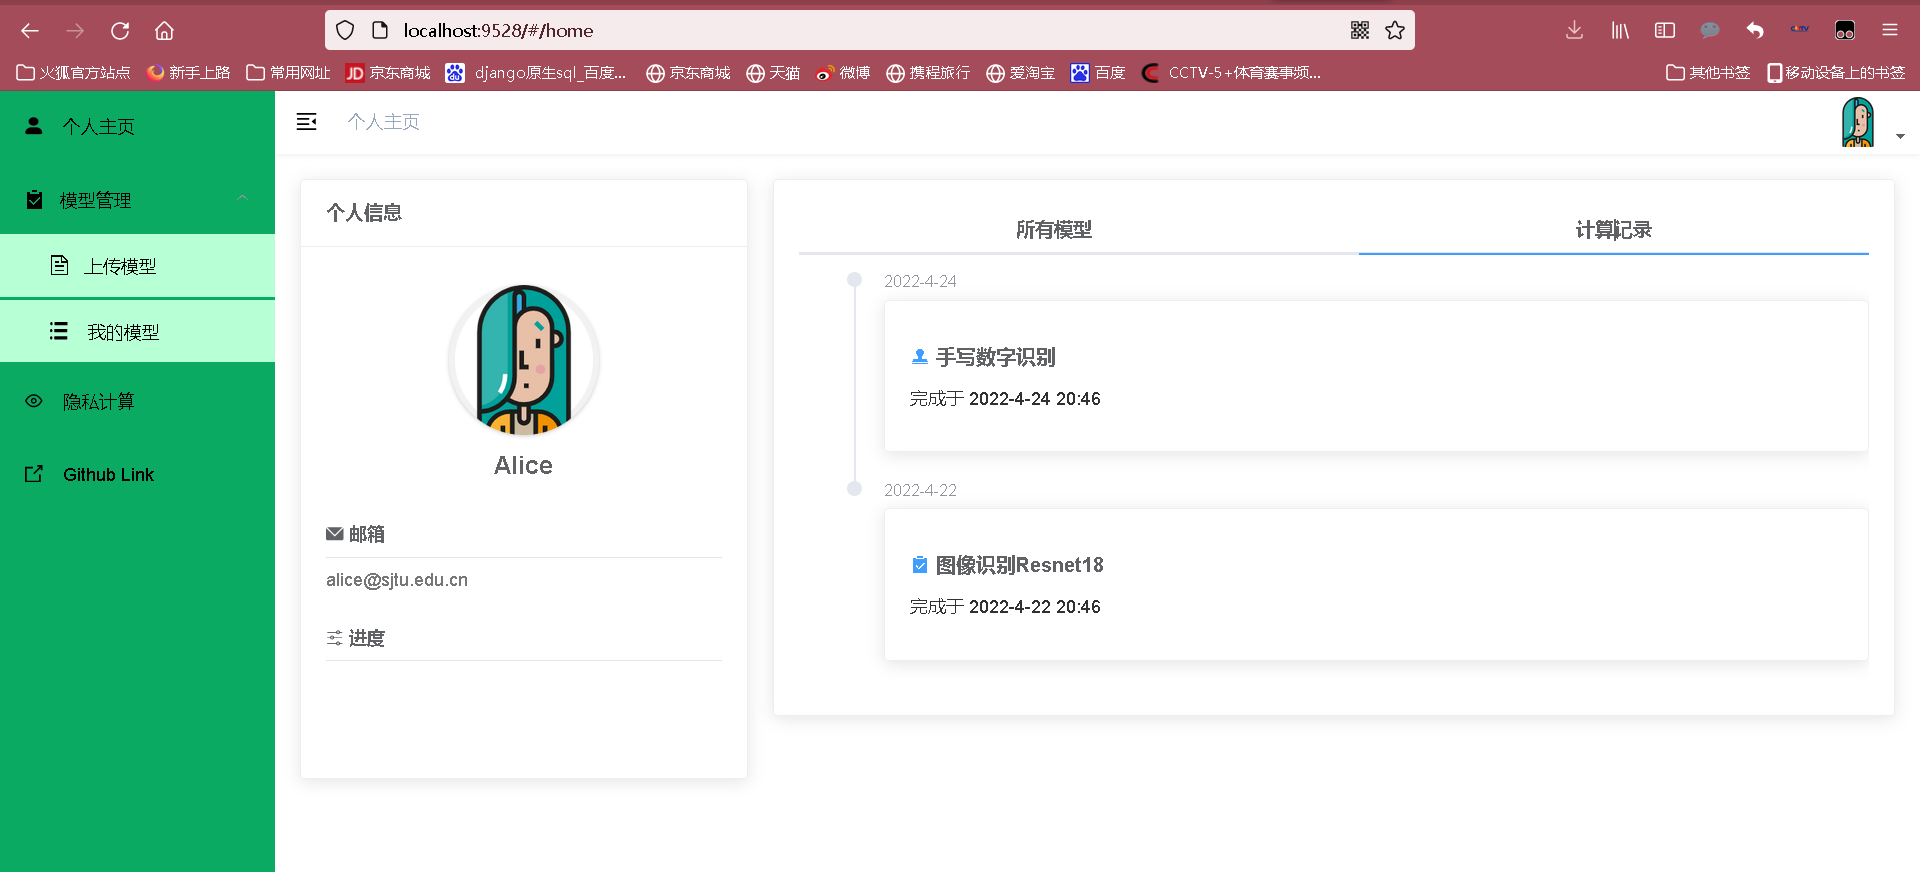 localhost:9528/#/home
火狐官方站点 新手上路 常用网址 JD 京东商城 django原生sql_百度... 京东商城 天猫 微博 携程旅行 爱淘宝 百度 CCTV-5+体育赛事频... 其他书签 移动设备上的书签
个人主页
模型管理
上传模型
我的模型
隐私计算
Github Link
个人主页
个人信息
Alice
邮箱
alice@sjtu.edu.cn
进度
所有模型 计算记录
2022-4-24
手写数字识别
完成于 2022-4-24 20:46
2022-4-22
图像识别Resnet18
完成于 2022-4-22 20:46